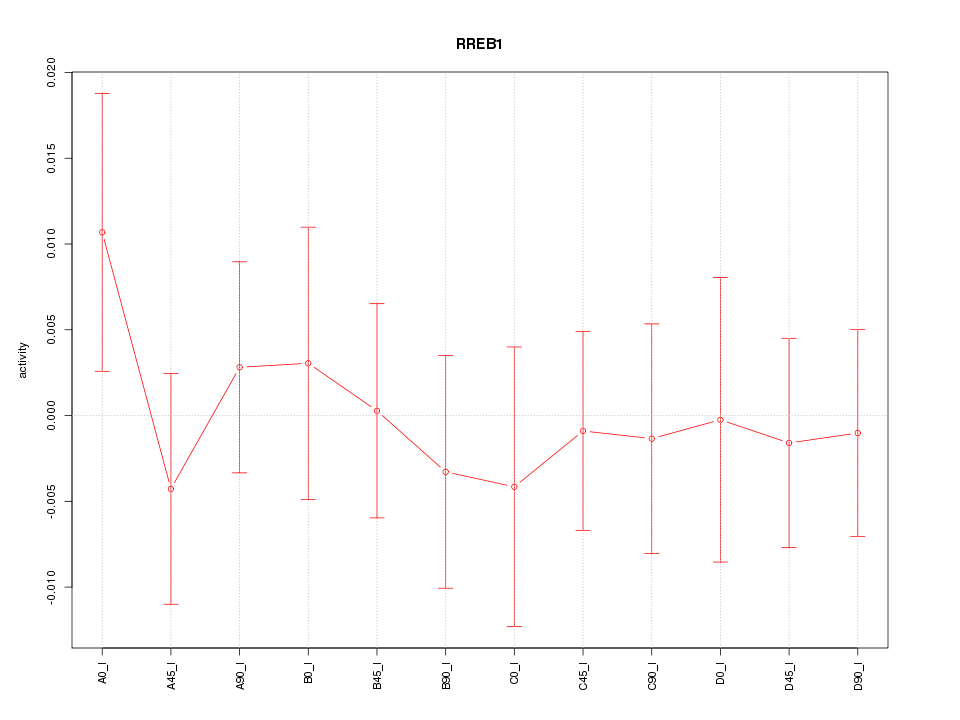 RREB1
activity
0.020
0.015
0.010
0.005
0.000
-0.005
-0.010
A0_I
A45_I
A90_I
B0_I
B45_I
B90_I
C0_I
C45_I
C90_I
D0_I
D45_I
D90_I